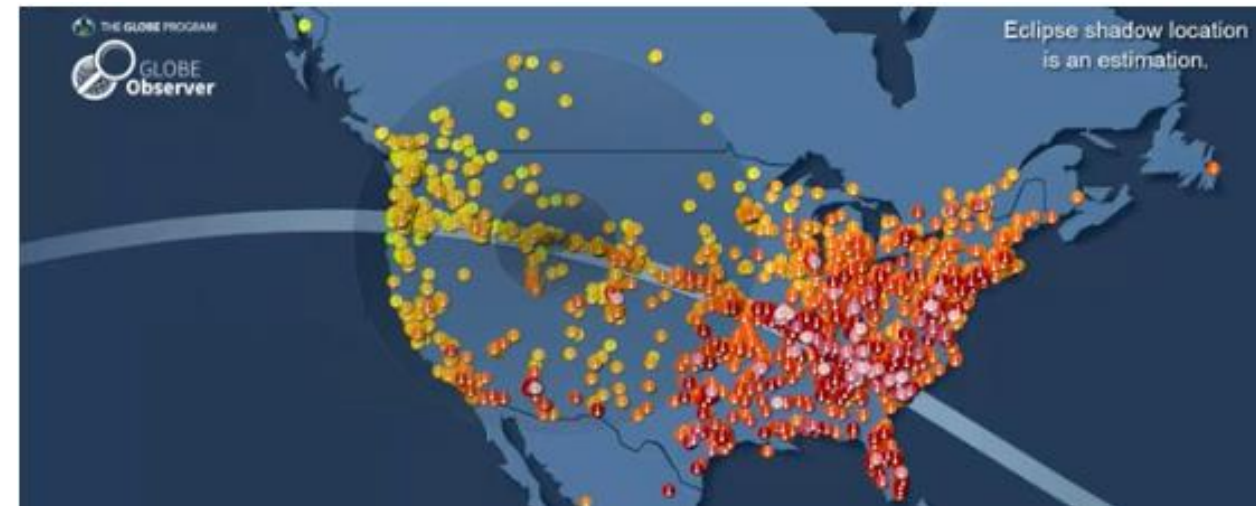 THE GLOBE PROGRAM
GLOBE
Observer
Eclipse shadow location
is an estimation.